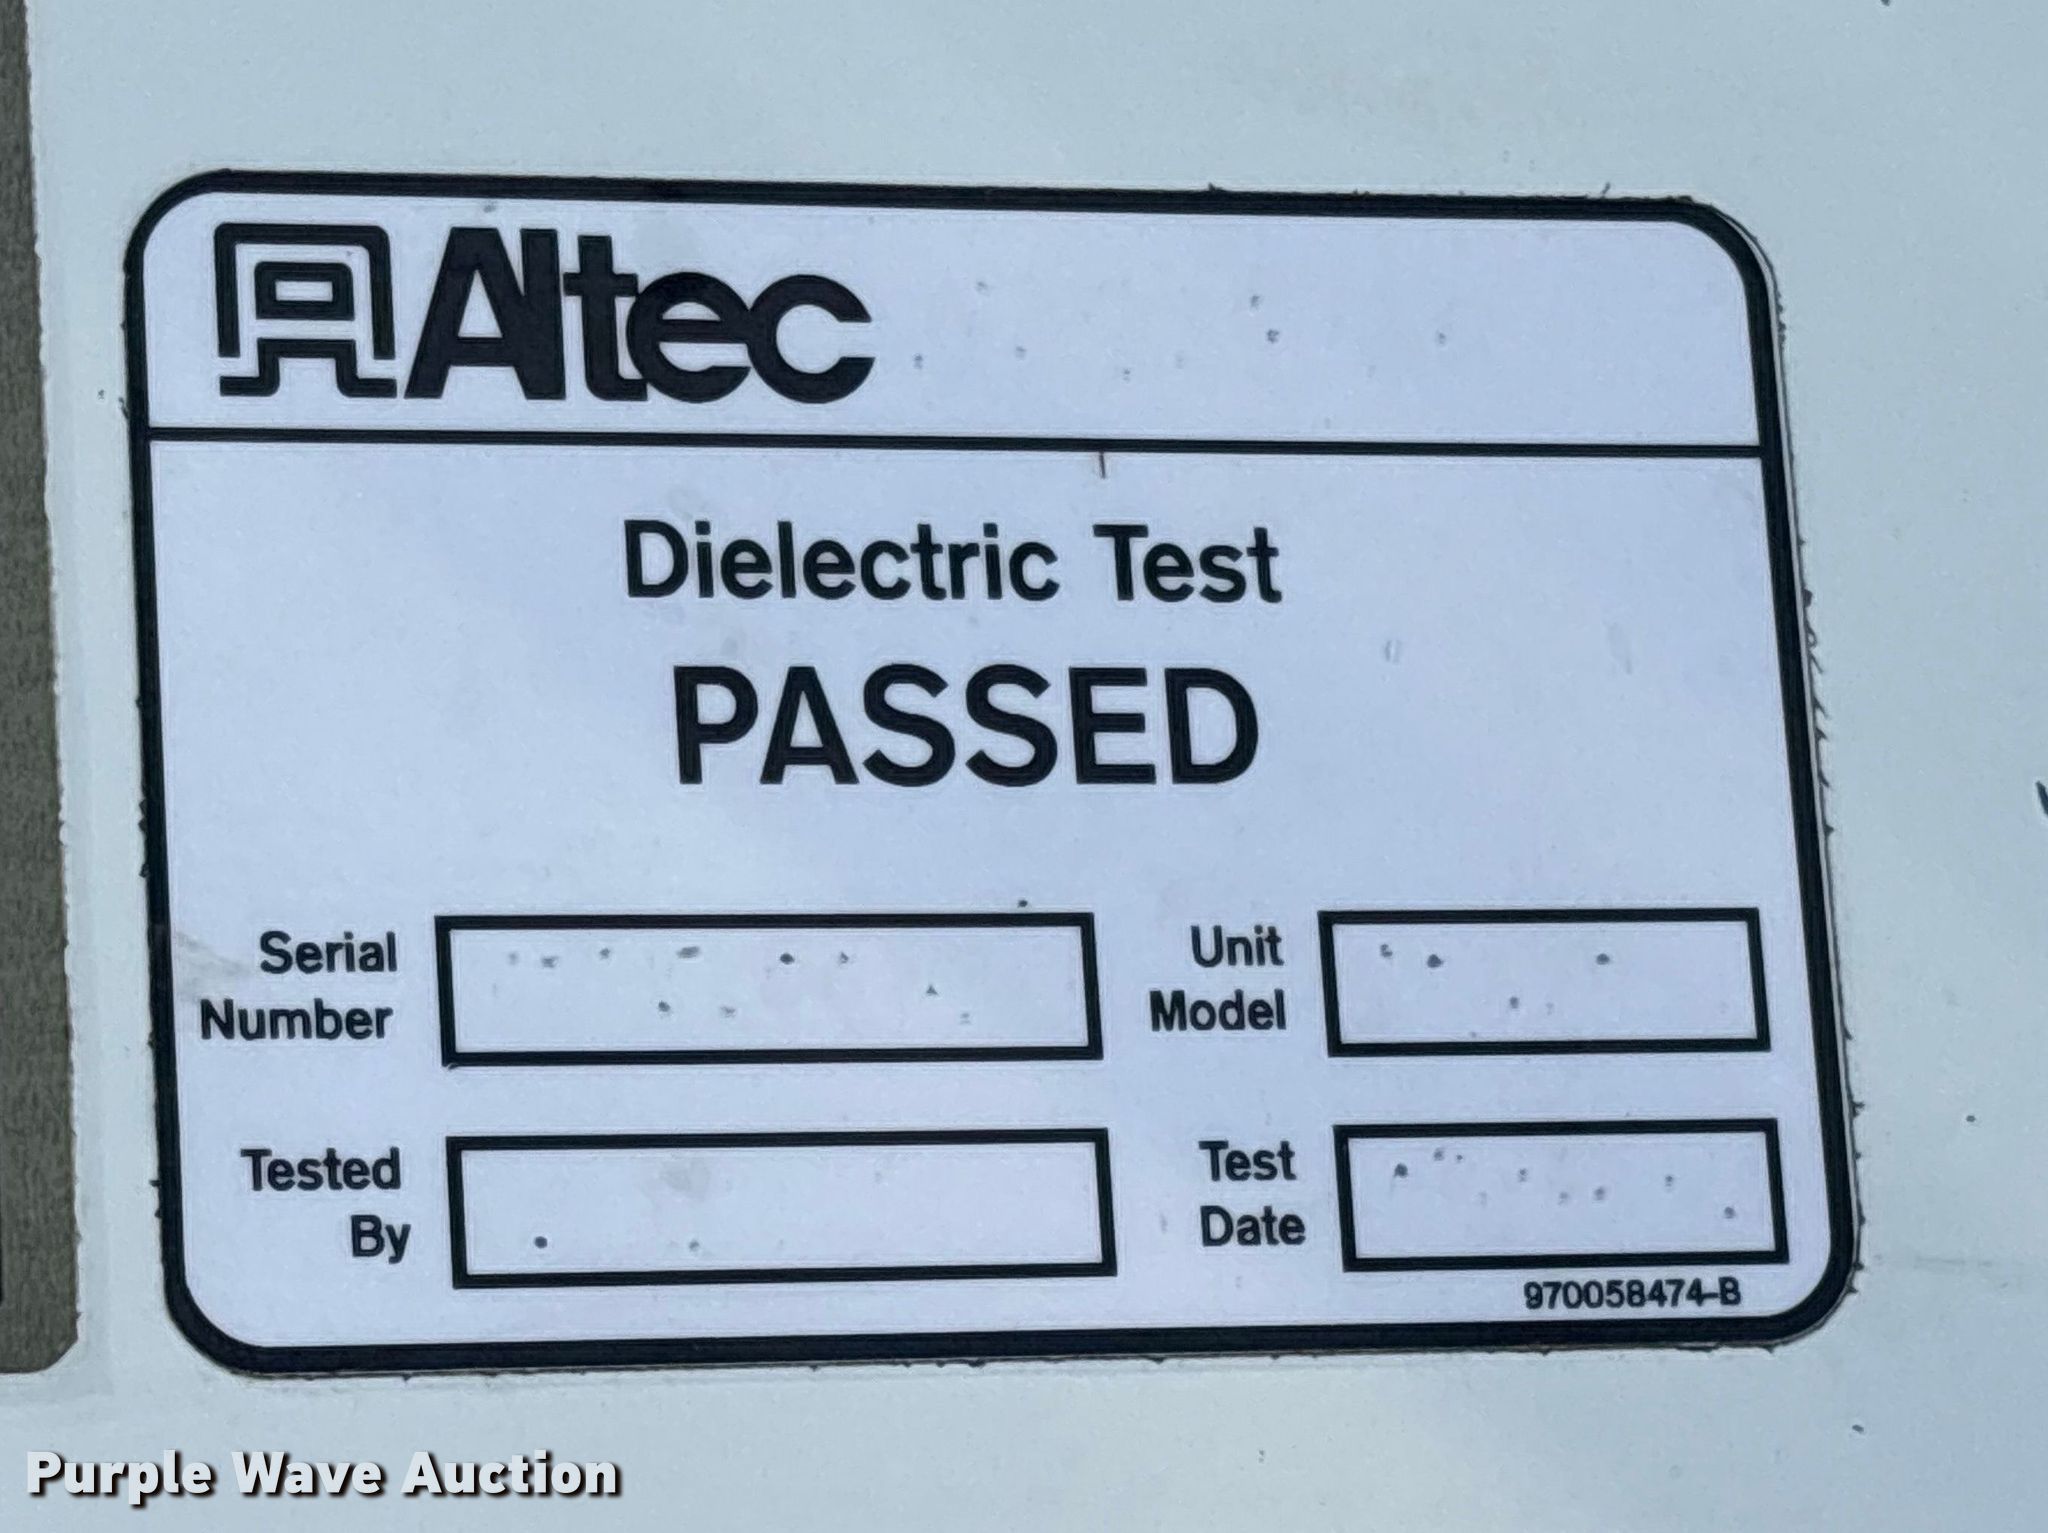 Altec
Dielectric Test
PASSED
Serial Number
Unit Model
Tested By
Test Date
970058474-B
Purple Wave Auction